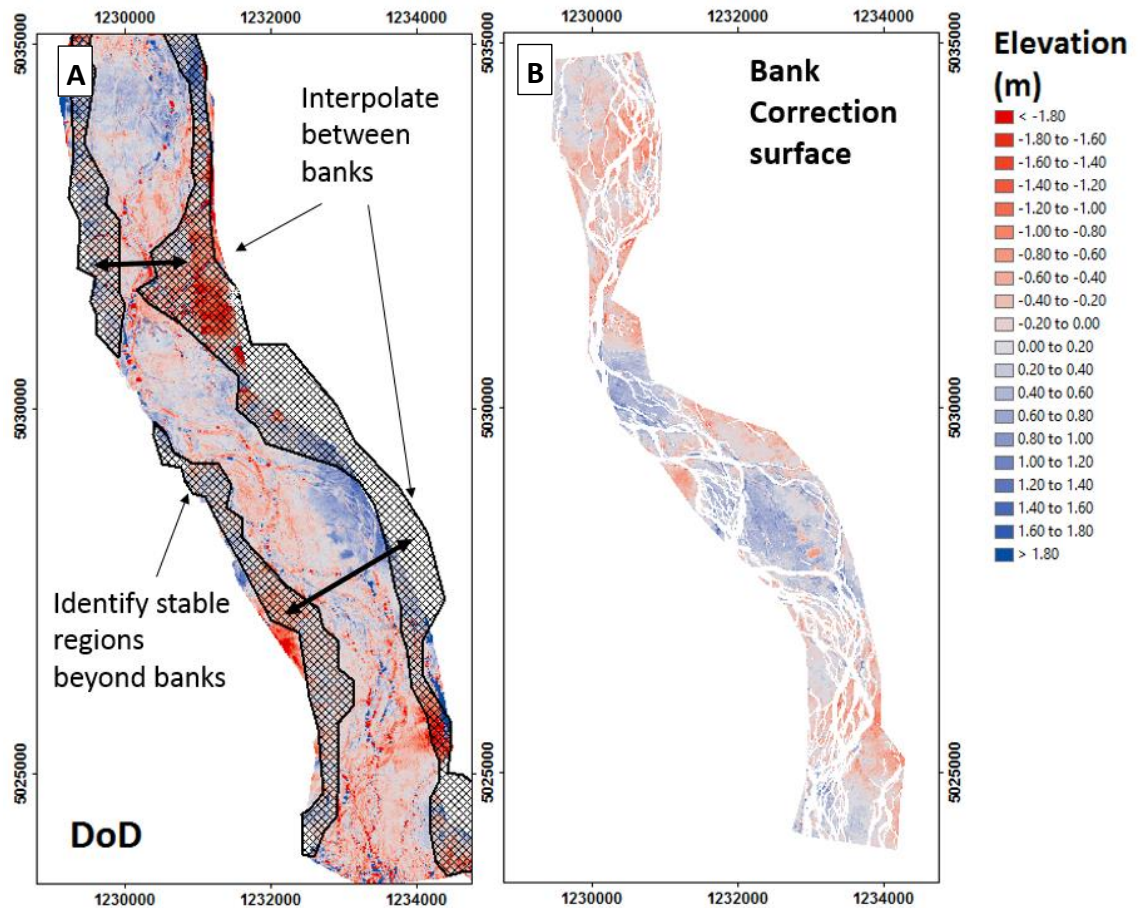 1230000 1232000 1234000
1230000 1232000 1234000
5035000
5030000
5025000
A
Interpolate
between
banks
Identify stable
regions
beyond banks
DoD
B
Bank
Correction
surface
5035000
5030000
5025000
5035000
5030000
5025000
1230000 1232000 1234000
1230000 1232000 1234000
Elevation
(m)
< -1.80
-1.80 to -1.60
-1.60 to -1.40
-1.40 to -1.20
-1.20 to -1.00
-1.00 to -0.80
-0.80 to -0.60
-0.60 to -0.40
-0.40 to -0.20
-0.20 to 0.00
0.00 to 0.20
0.20 to 0.40
0.40 to 0.60
0.60 to 0.80
0.80 to 1.00
1.00 to 1.20
1.20 to 1.40
1.40 to 1.60
1.60 to 1.80
> 1.80